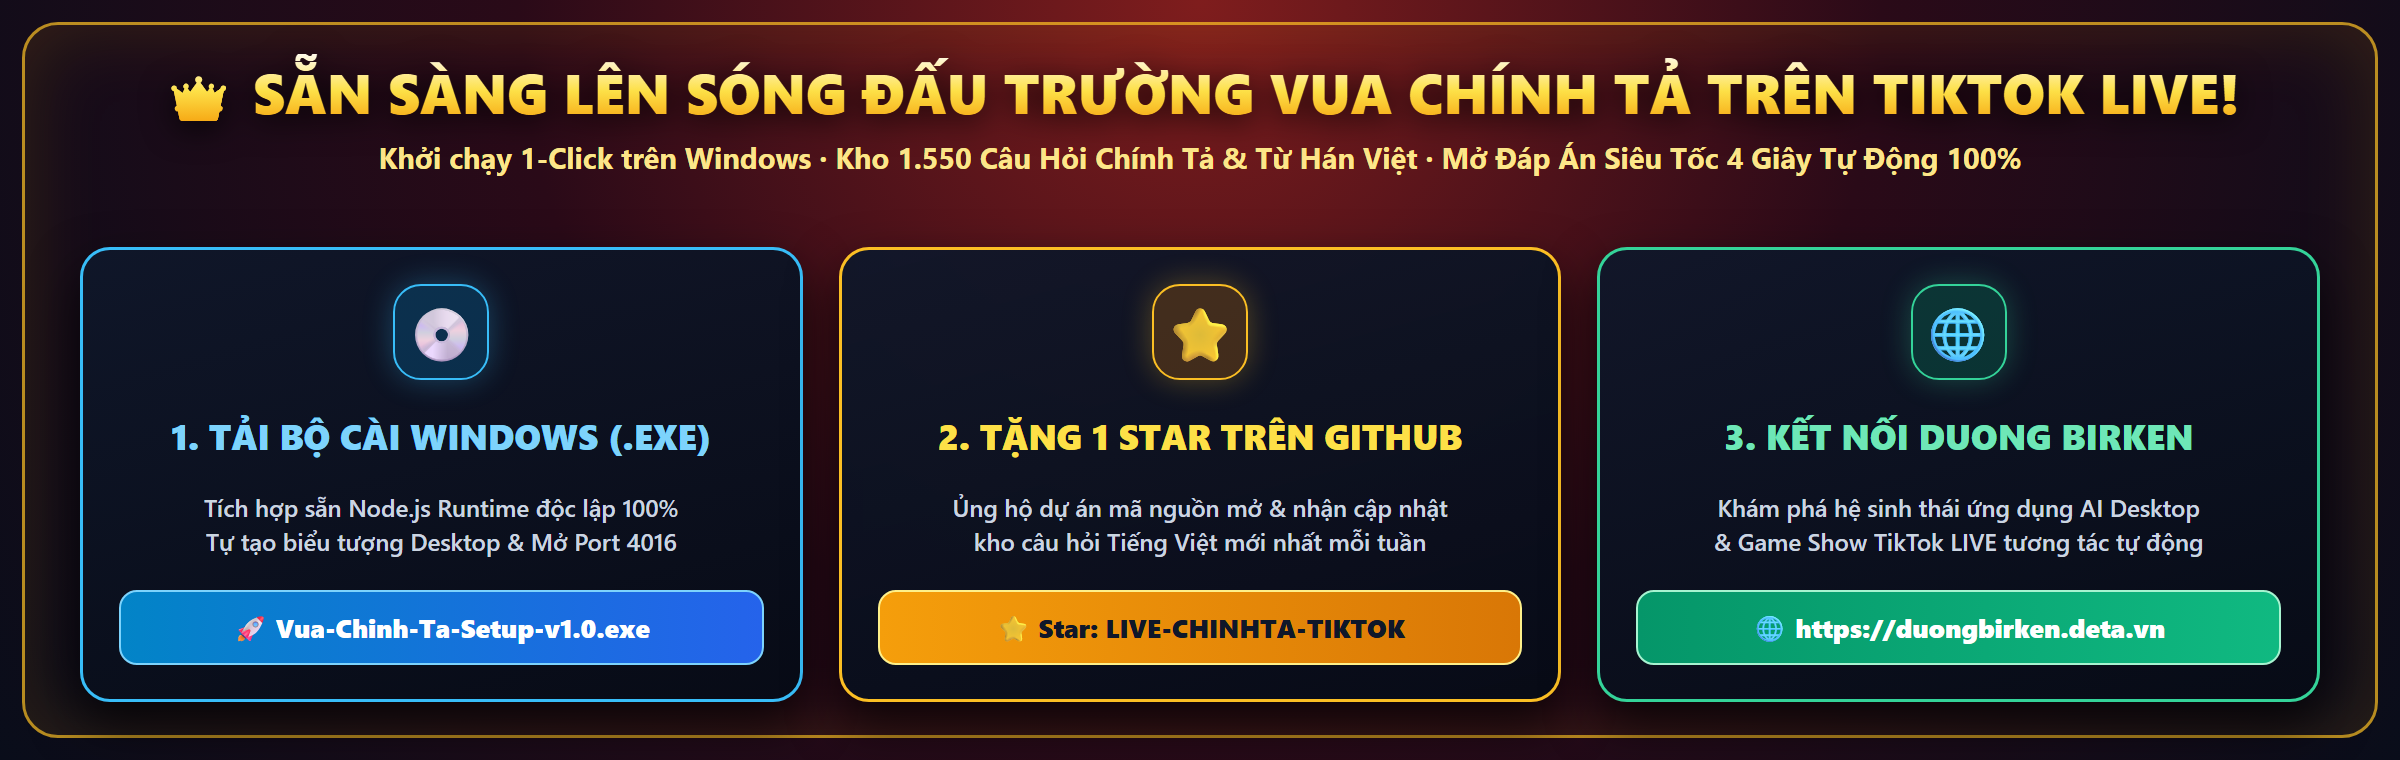 SẴN SÀNG LÊN SÓNG ĐẤU TRƯỜNG VUA CHÍNH TẢ TRÊN TIKTOK LIVE!
Khởi chạy 1-Click trên Windows · Kho 1.550 Câu Hỏi Chính Tả & Từ Hán Việt · Mở Đáp Án Siêu Tốc 4 Giây Tự Động 100%
1. TẢI BỘ CÀI WINDOWS (.EXE)
Tích hợp sẵn Node.js Runtime độc lập 100%
Tự tạo biểu tượng Desktop & Mở Port 4016
🚀 Vua-Chinh-Ta-Setup-v1.0.exe
2. TẶNG 1 STAR TRÊN GITHUB
Ủng hộ dự án mã nguồn mở & nhận cập nhật
kho câu hỏi Tiếng Việt mới nhất mỗi tuần
⭐ Star: LIVE-CHINHTA-TIKTOK
3. KẾT NỐI DUONG BIRKEN
Khám phá hệ sinh thái ứng dụng AI Desktop
& Game Show TikTok LIVE tương tác tự động
🌐 https://duongbirken.deta.vn